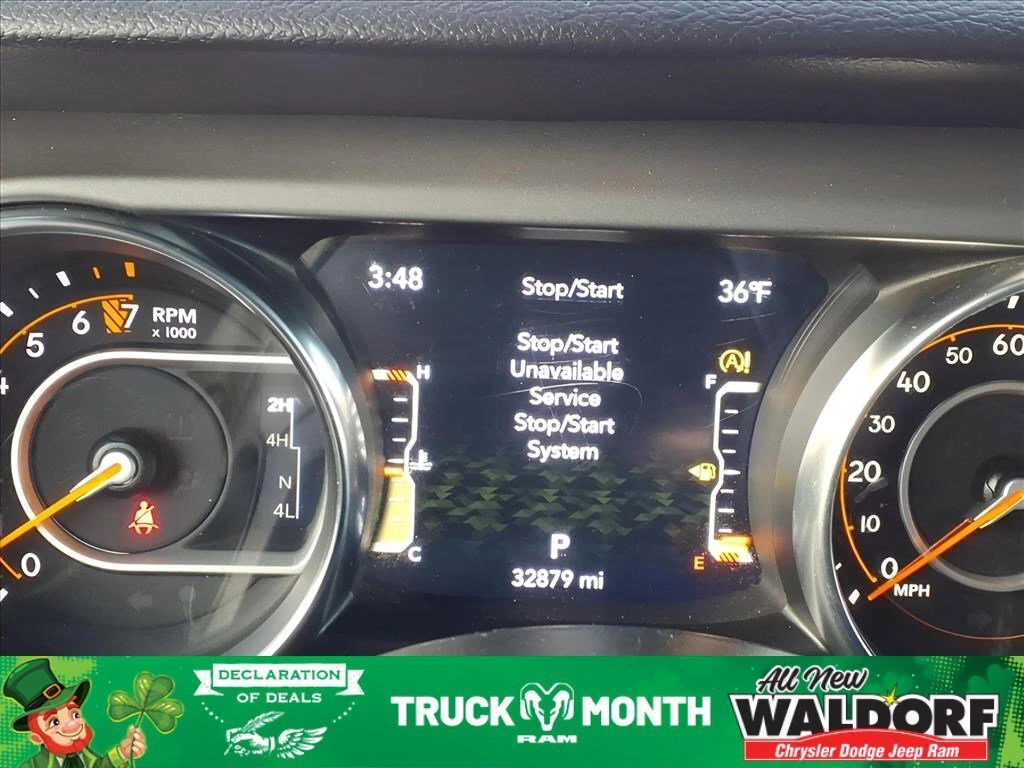 3:48
Stop/Start
36°F
Stop/Start
Unavailable
Service
Stop/Start
System
A!
H
C
F
E
P
32879 mi
4
5
6
7
RPM
x 1000
0
2H
4H
N
4L
60
50
40
30
20
10
0
MPH
DECLARATION
OF DEALS
TRUCK MONTH
RAM
All New
WALDORF
Chrysler Dodge Jeep Ram